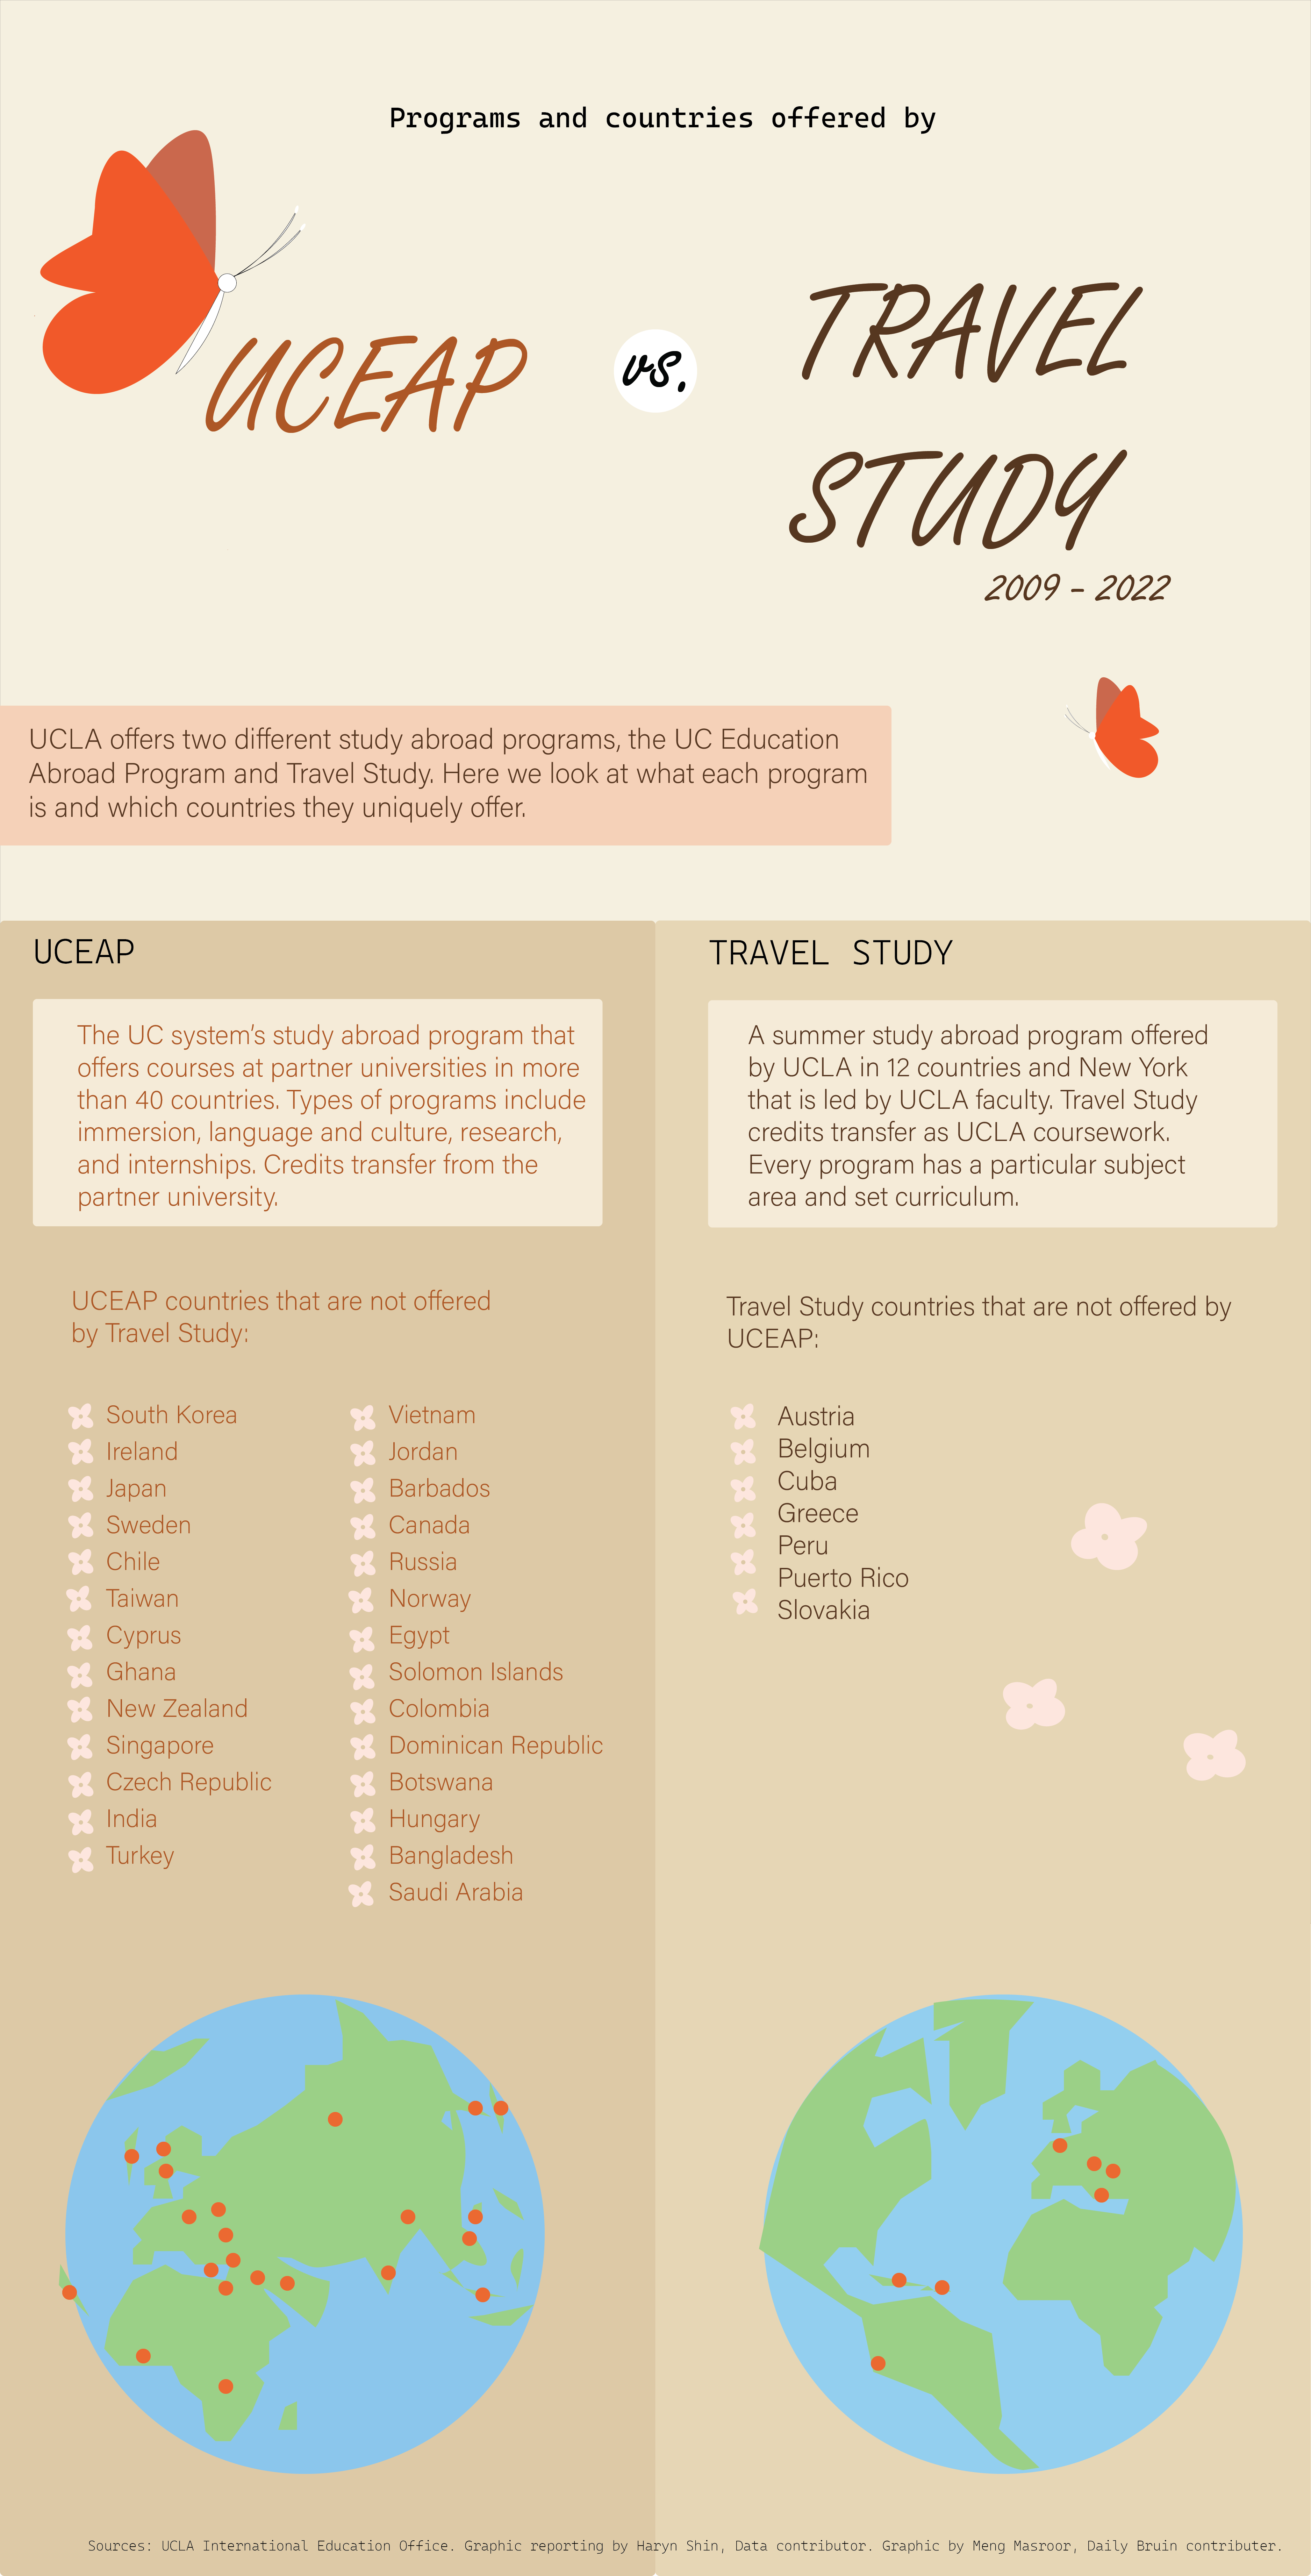 Programs and countries offered by
UCEAP
vs.
TRAVEL
STUDY
2009 - 2022
UCLA offers two different study abroad programs, the UC Education
Abroad Program and Travel Study. Here we look at what each program
is and which countries they uniquely offer.
UCEAP
The UC system's study abroad program that
offers courses at partner universities in more
than 40 countries. Types of programs include
immersion, language and culture, research,
and internships. Credits transfer from the
partner university.
UCEAP countries that are not offered
by Travel Study:
South Korea
Ireland
Japan
Sweden
Chile
Taiwan
Cyprus
Ghana
New Zealand
Singapore
Czech Republic
India
Turkey
Vietnam
Jordan
Barbados
Canada
Russia
Norway
Egypt
Solomon Islands
Colombia
Dominican Republic
Botswana
Hungary
Bangladesh
Saudi Arabia
TRAVEL STUDY
A summer study abroad program offered
by UCLA in 12 countries and New York
that is led by UCLA faculty. Travel Study
credits transfer as UCLA coursework.
Every program has a particular subject
area and set curriculum.
Travel Study countries that are not offered by
UCEAP:
Austria
Belgium
Cuba
Greece
Peru
Puerto Rico
Slovakia
Sources: UCLA International Education Office. Graphic reporting by Haryn Shin, Data contributor. Graphic by Meng Masroor, Daily Bruin contributer.